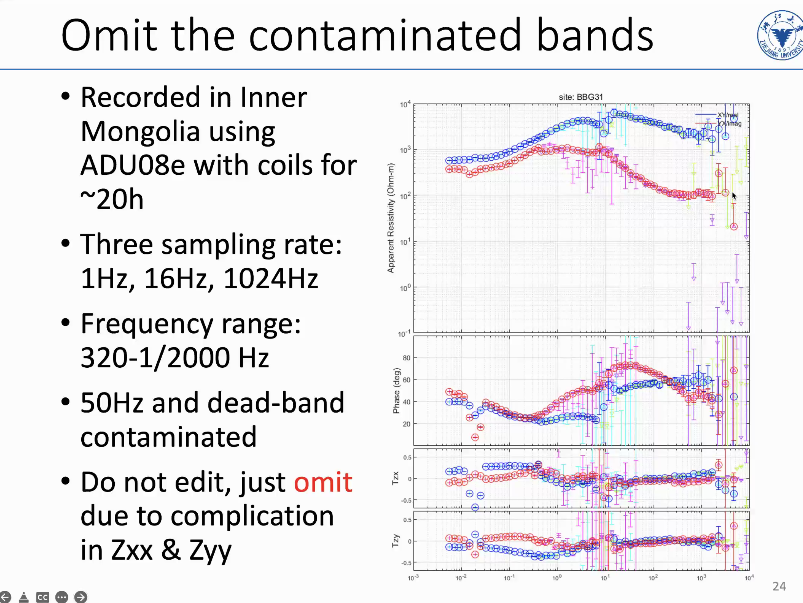 Omit the contaminated bands
ZHEJIANG UNIVERSITY
• Recorded in Inner
Mongolia using
ADU08e with coils for
~20h
• Three sampling rate:
1Hz, 16Hz, 1024Hz
• Frequency range:
320-1/2000 Hz
• 50Hz and dead-band
contaminated
• Do not edit, just omit
due to complication
in Zxx & Zyy
site: BBG31
Apparent Resistivity (Ohm-m)
10^4
10^3
10^2
10^1
10^0
10^-1
Phase (deg)
80
60
40
20
Tzx
0.5
0
-0.5
Tzy
0.5
0
-0.5
10^-3 10^-2 10^-1 10^0 10^1 10^2 10^3 10^4
24
CC